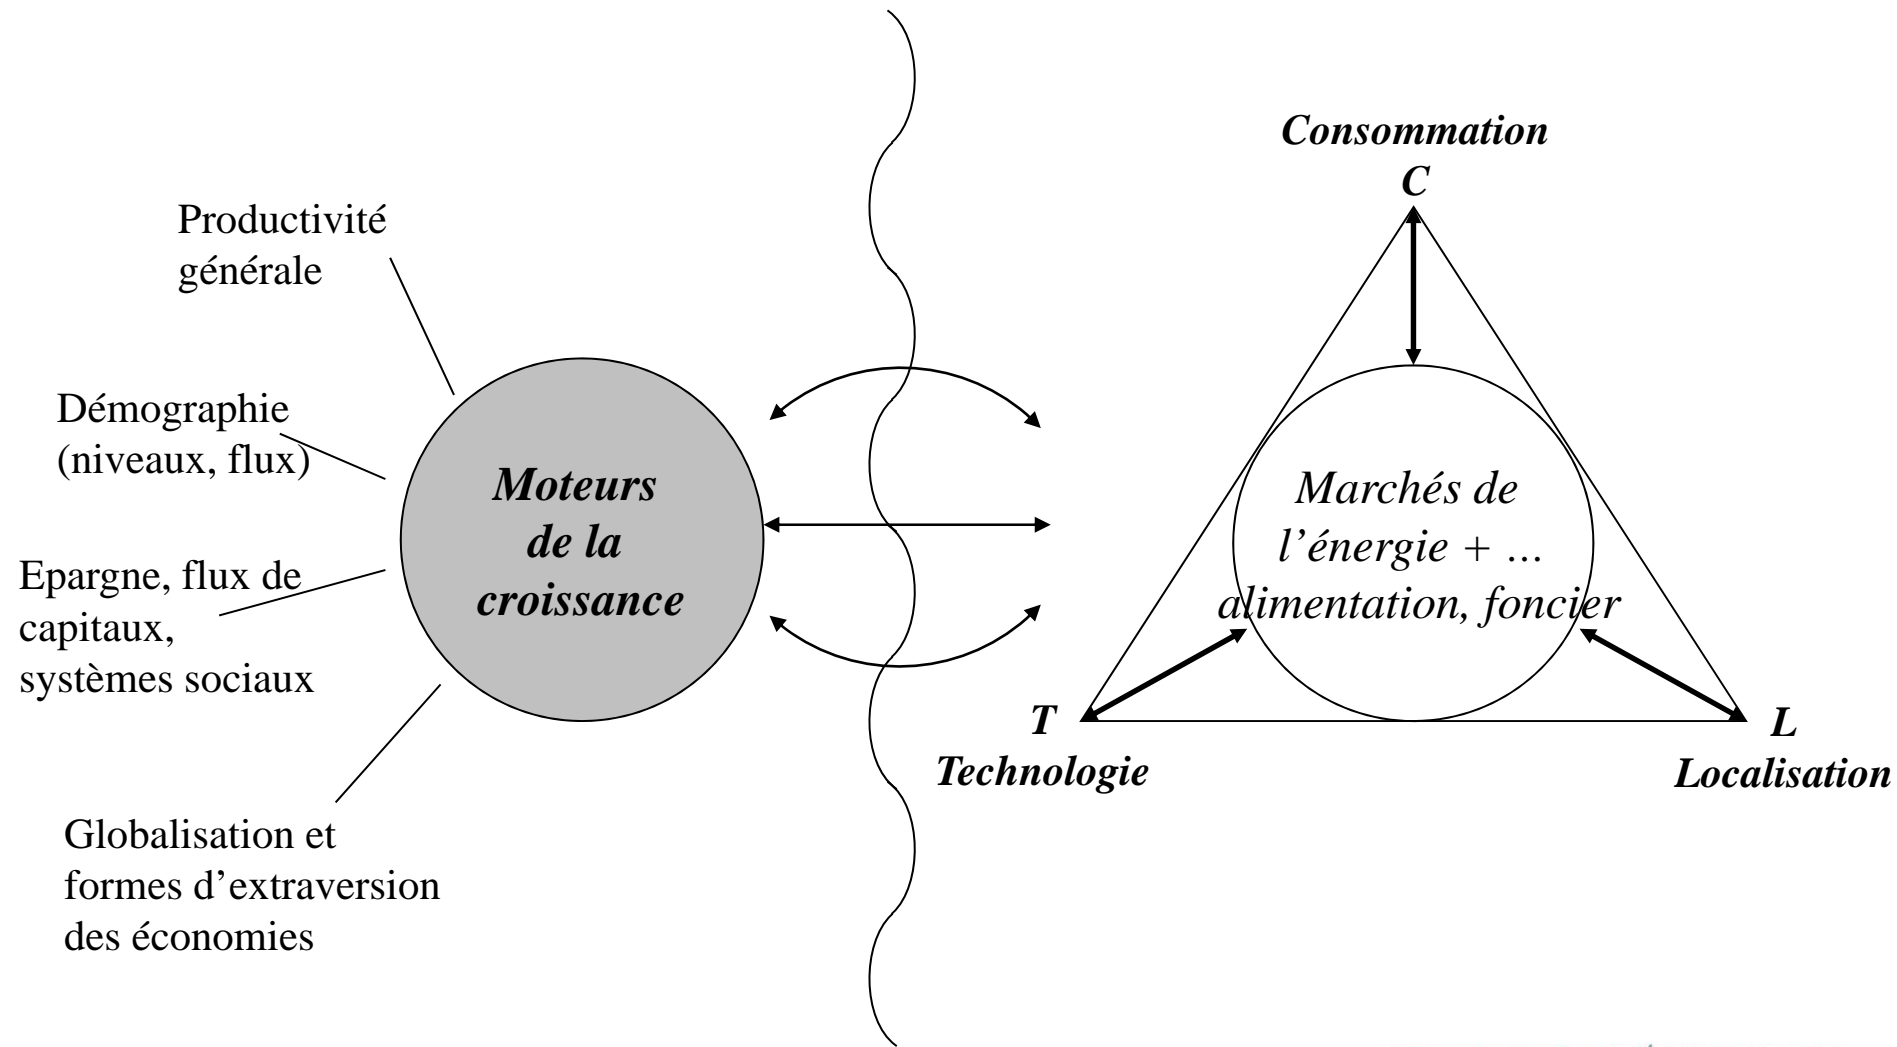 Productivité
générale
Démographie
(niveaux, flux)
Epargne, flux de
capitaux,
systèmes sociaux
Globalisation et
formes d’extraversion
des économies
Moteurs
de la
croissance
Consommation
C
Marchés de
l’énergie + ...
alimentation, foncier
T
Technologie
L
Localisation